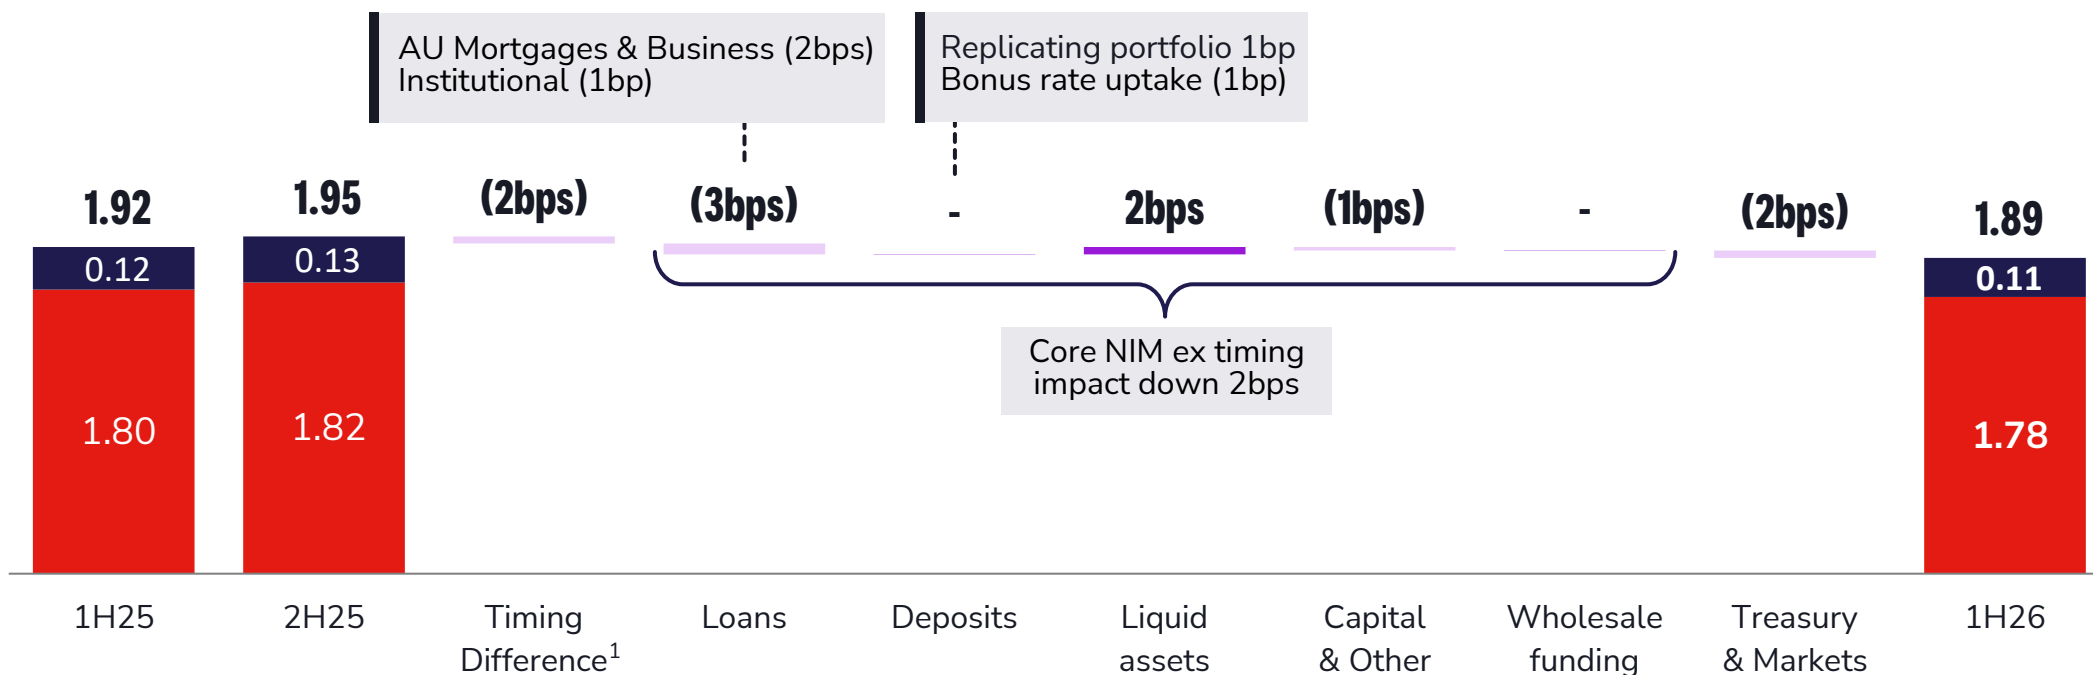 AU Mortgages & Business (2bps)
Institutional (1bp)
Replicating portfolio 1bp
Bonus rate uptake (1bp)
1.92
1.95
(2bps)
(3bps)
-
2bps
(1bps)
-
(2bps)
1.89
0.12
0.13
0.11
1.80
1.82
1.78
Core NIM ex timing
impact down 2bps
1H25
2H25
Timing
Difference¹
Loans
Deposits
Liquid
assets
Capital
& Other
Wholesale
funding
Treasury
& Markets
1H26